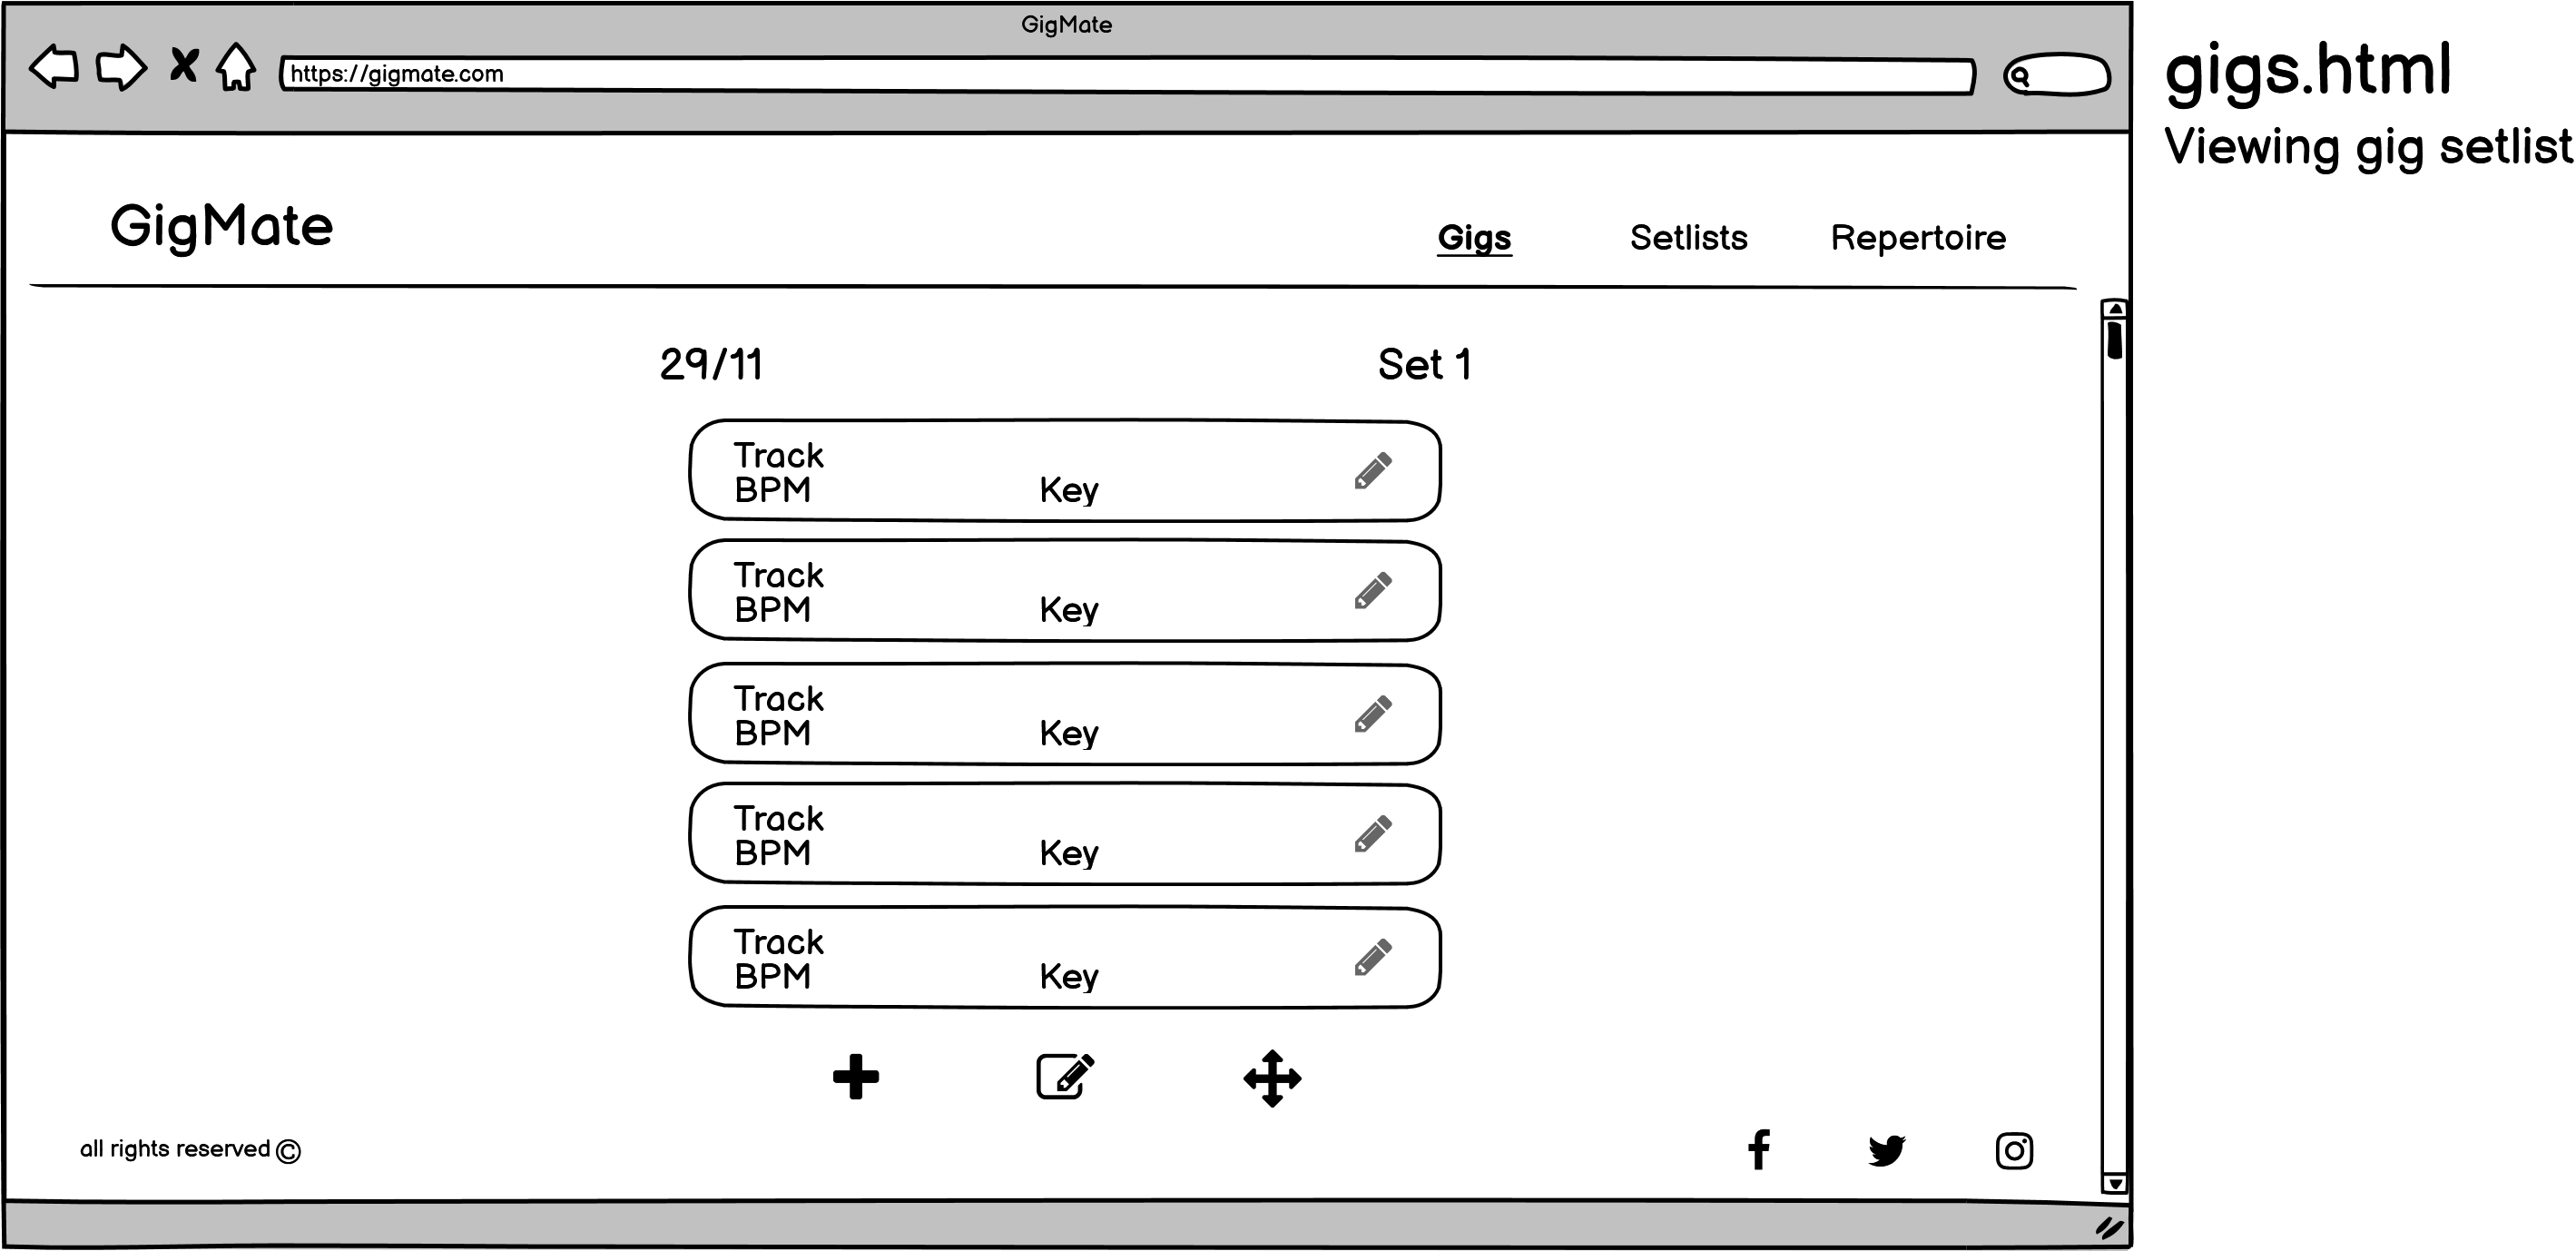 GigMate
https://gigmate.com
gigs.html
Viewing gig setlist
GigMate
Gigs Setlists Repertoire
29/11 Set 1
Track
BPM Key
Track
BPM Key
Track
BPM Key
Track
BPM Key
Track
BPM Key
all rights reserved ©